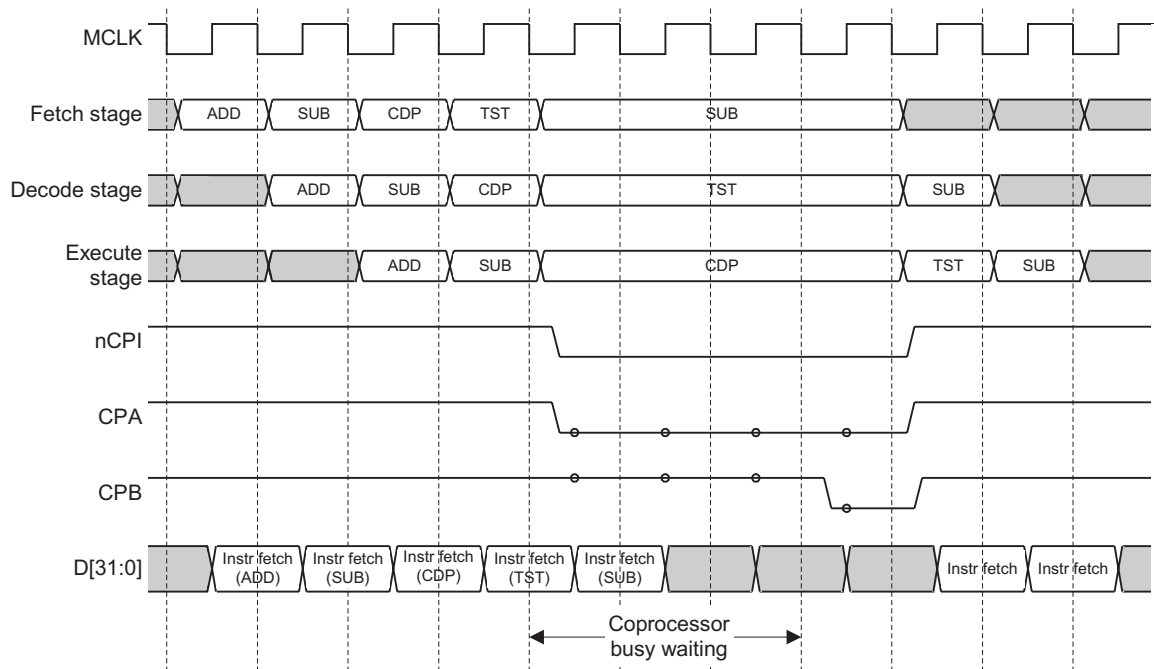 MCLK
Fetch stage
ADD
SUB
CDP
TST
SUB
Decode stage
ADD
SUB
CDP
TST
SUB
Execute
stage
ADD
SUB
CDP
TST
SUB
nCPI
CPA
CPB
D[31:0]
Instr fetch
(ADD)
Instr fetch
(SUB)
Instr fetch
(CDP)
Instr fetch
(TST)
Instr fetch
(SUB)
Instr fetch
Instr fetch
Coprocessor
busy waiting